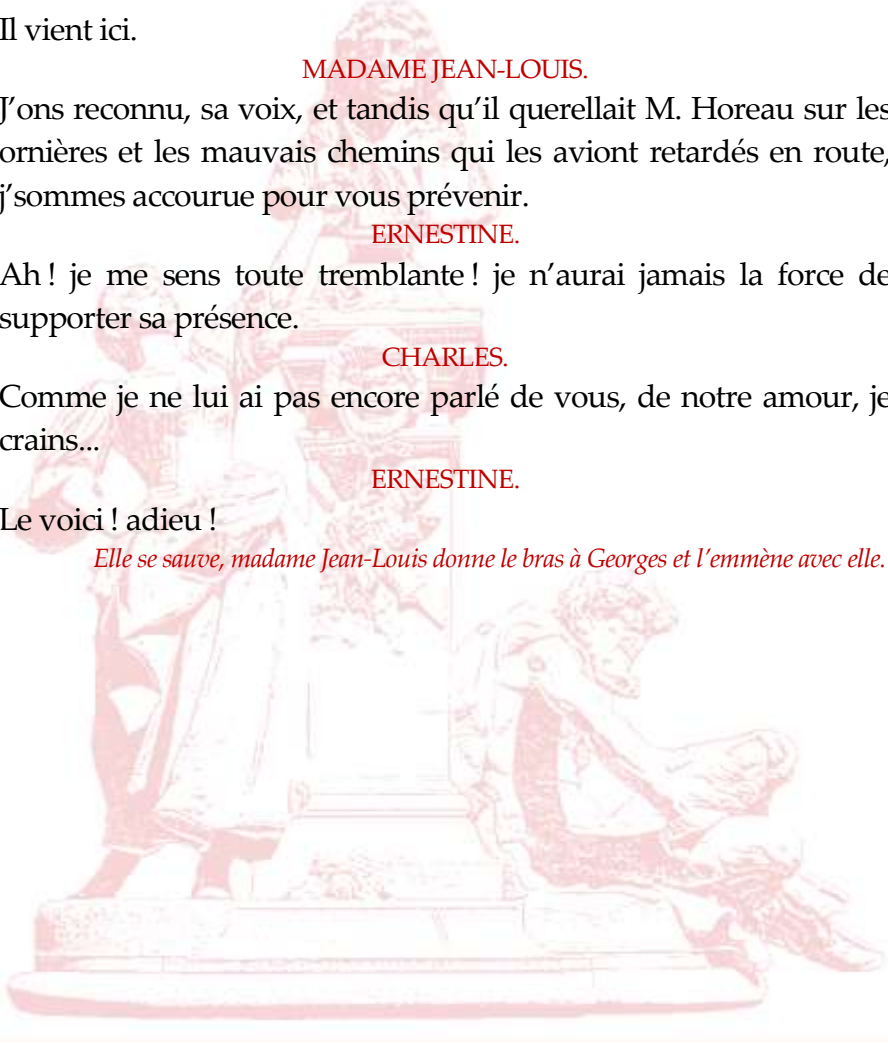 Il vient ici.
MADAME JEAN-LOUIS.
J’ons reconnu, sa voix, et tandis qu’il querellait M. Horeau sur les
ornières et les mauvais chemins qui les aviont retardés en route,
j’sommes accourue pour vous prévenir.
ERNESTINE.
Ah ! je me sens toute tremblante ! je n’aurai jamais la force de
supporter sa présence.
CHARLES.
Comme je ne lui ai pas encore parlé de vous, de notre amour, je
crains...
ERNESTINE.
Le voici ! adieu !
Elle se sauve, madame Jean-Louis donne le bras à Georges et l’emmène avec elle.